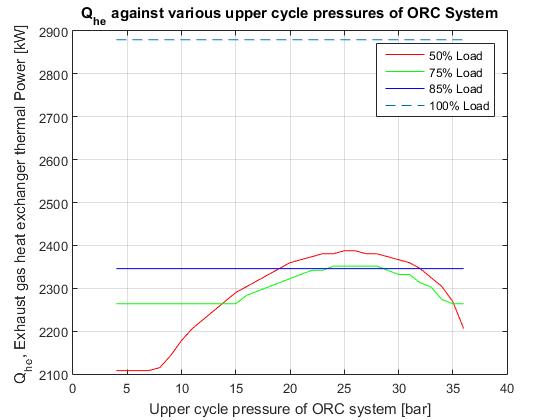 Qhe against various upper cycle pressures of ORC System
Qhe, Exhaust gas heat exchanger thermal Power [kW]
2900
2800
2700
2600
2500
2400
2300
2200
2100
50% Load
75% Load
85% Load
100% Load
0 5 10 15 20 25 30 35 40
Upper cycle pressure of ORC system [bar]